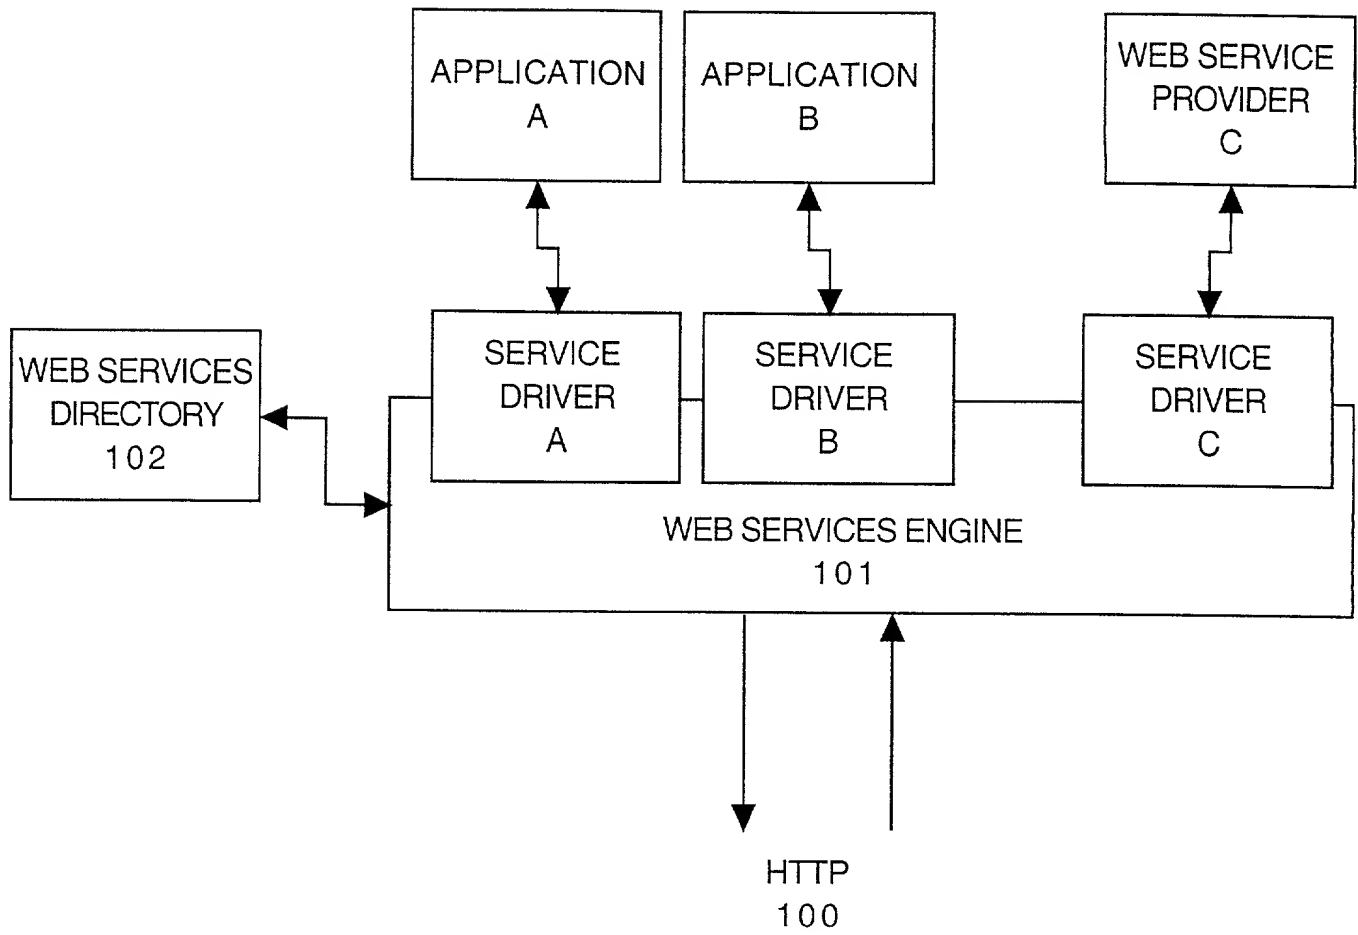 APPLICATION
A
APPLICATION
B
WEB SERVICE
PROVIDER
C
SERVICE
DRIVER
A
SERVICE
DRIVER
B
SERVICE
DRIVER
C
WEB SERVICES
DIRECTORY
102
WEB SERVICES ENGINE
101
HTTP
100